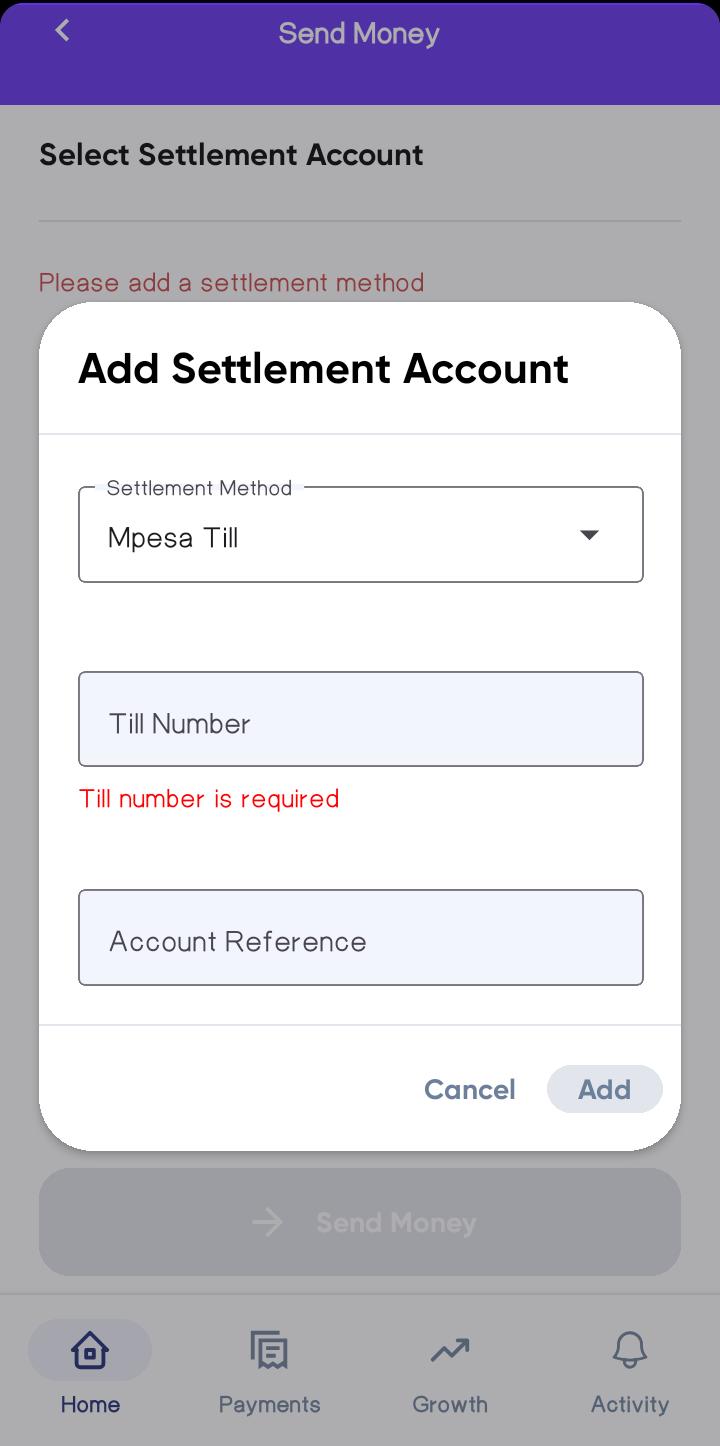 Send Money
Select Settlement Account
Please add a settlement method
Add Settlement Account
Settlement Method
Mpesa Till
Till Number
Till number is required
Account Reference
Cancel Add
Send Money
Home Payments Growth Activity